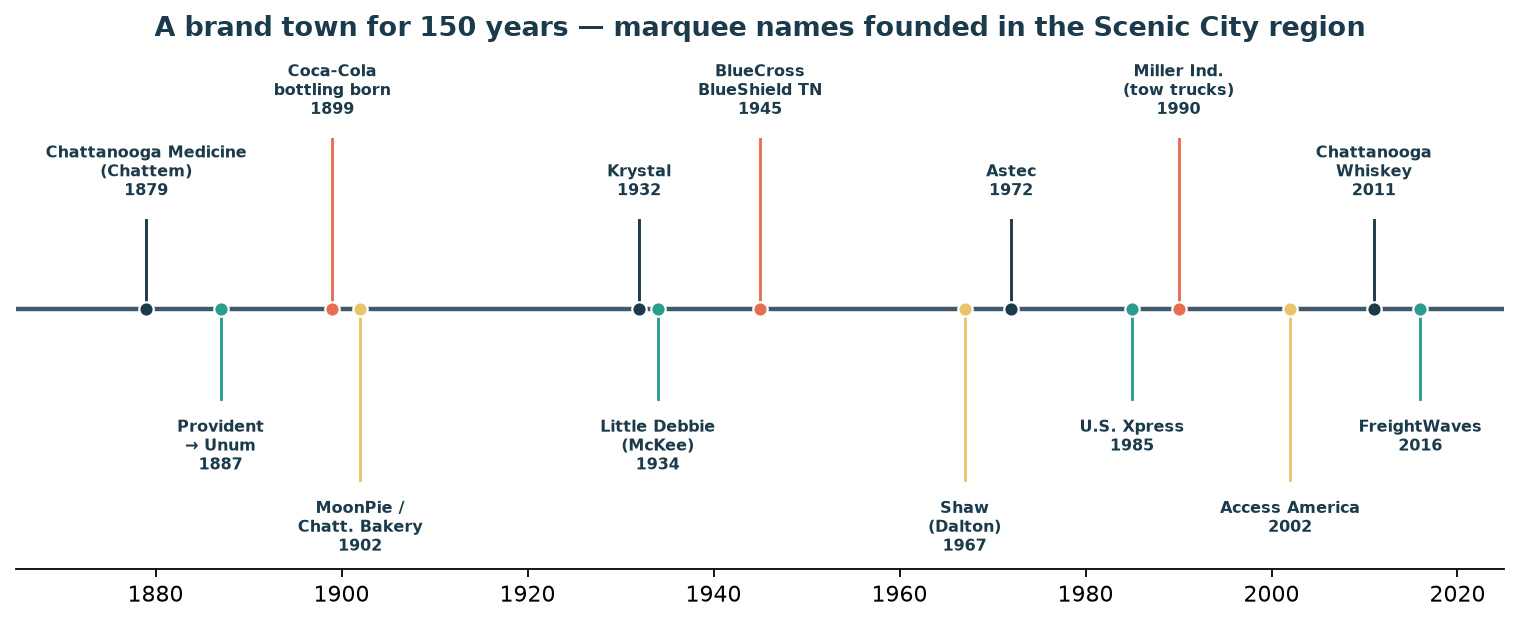 A brand town for 150 years — marquee names founded in the Scenic City region
Coca-Cola
bottling born
1899
BlueCross
BlueShield TN
1945
Miller Ind.
(tow trucks)
1990
Chattanooga Medicine
(Chattem)
1879
Krystal
1932
Astec
1972
Chattanooga
Whiskey
2011
Provident
→ Unum
1887
Little Debbie
(McKee)
1934
U.S. Xpress
1985
FreightWaves
2016
MoonPie /
Chatt. Bakery
1902
Shaw
(Dalton)
1967
Access America
2002
1880 1900 1920 1940 1960 1980 2000 2020